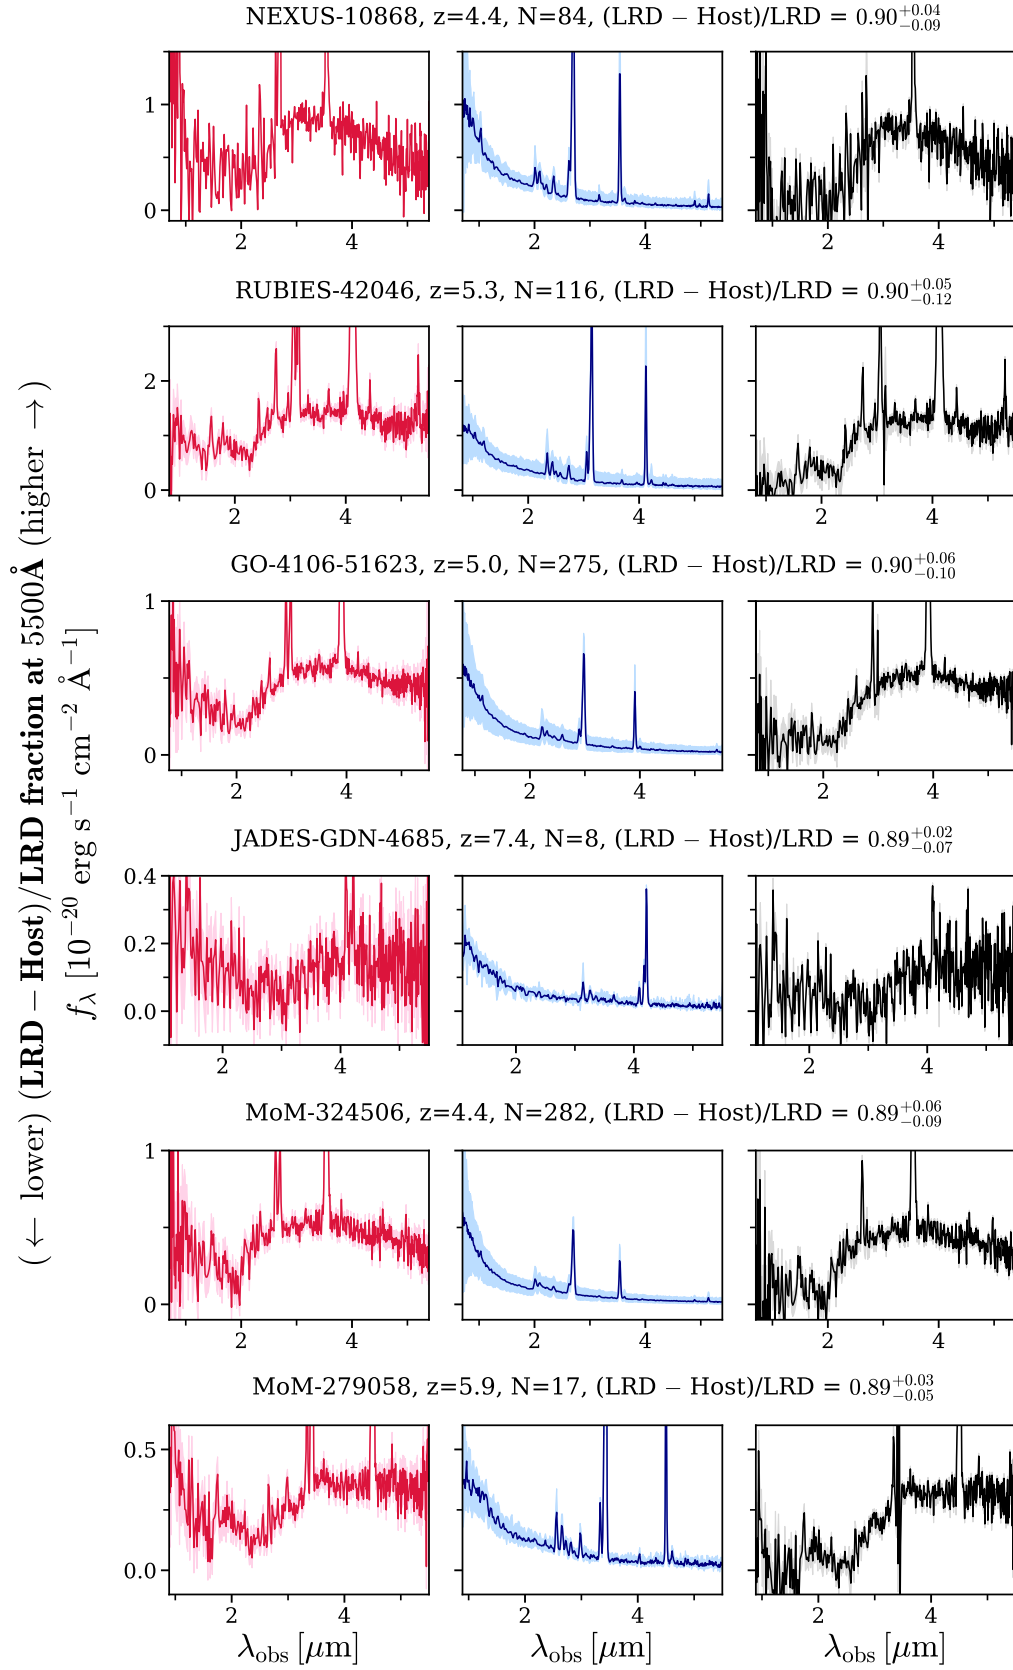 NEXUS-10868, z=4.4, N=84, (LRD − Host)/LRD = 0.90 +0.04 −0.09
1
0
2 4
2 4
2 4
RUBIES-42046, z=5.3, N=116, (LRD − Host)/LRD = 0.90 +0.05 −0.12
2
0
2 4
2 4
2 4
GO-4106-51623, z=5.0, N=275, (LRD − Host)/LRD = 0.90 +0.06 −0.10
1
0
2 4
2 4
2 4
(← lower) (LRD − Host)/LRD fraction at 5500Å (higher →)
fλ [10−20 erg s−1 cm−2 Å−1]
JADES-GDN-4685, z=7.4, N=8, (LRD − Host)/LRD = 0.89 +0.02 −0.07
0.4
0.2
0.0
2 4
2 4
2 4
MoM-324506, z=4.4, N=282, (LRD − Host)/LRD = 0.89 +0.06 −0.09
1
0
2 4
2 4
2 4
MoM-279058, z=5.9, N=17, (LRD − Host)/LRD = 0.89 +0.03 −0.05
0.5
0.0
2 4
2 4
2 4
λobs [μm]
λobs [μm]
λobs [μm]